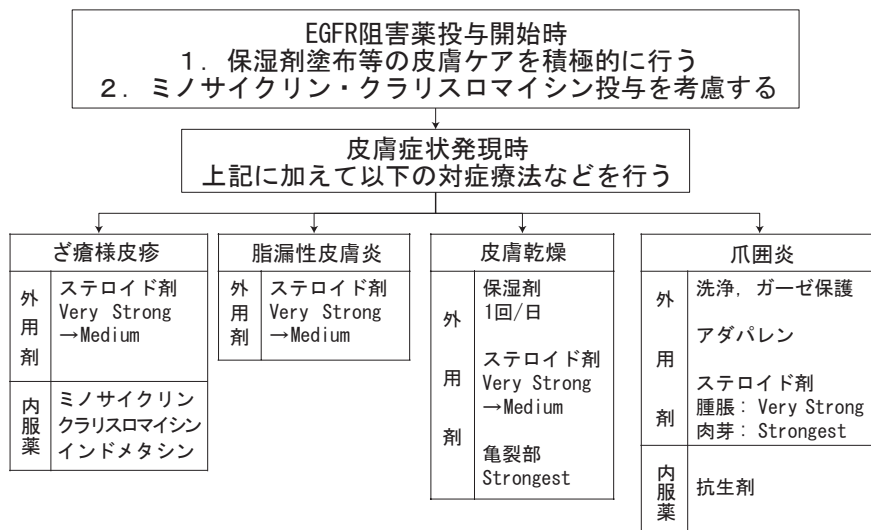 EGFR阻害薬投与開始時
1. 保湿剤塗布等の皮膚ケアを積極的に行う
2. ミノサイクリン・クラリスロマイシン投与を考慮する
皮膚症状発現時
上記に加えて以下の対症療法などを行う
ざ瘡様皮疹
外用剤
ステロイド剤
Very Strong
→Medium
内服薬
ミノサイクリン
クラリスロマイシン
インドメタシン
脂漏性皮膚炎
外用剤
ステロイド剤
Very Strong
→Medium
皮膚乾燥
外用剤
保湿剤
1回/日
ステロイド剤
Very Strong
→Medium
亀裂部
Strongest
爪囲炎
外用剤
洗浄, ガーゼ保護
アダパレン
ステロイド剤
腫脹: Very Strong
肉芽: Strongest
内服薬
抗生剤